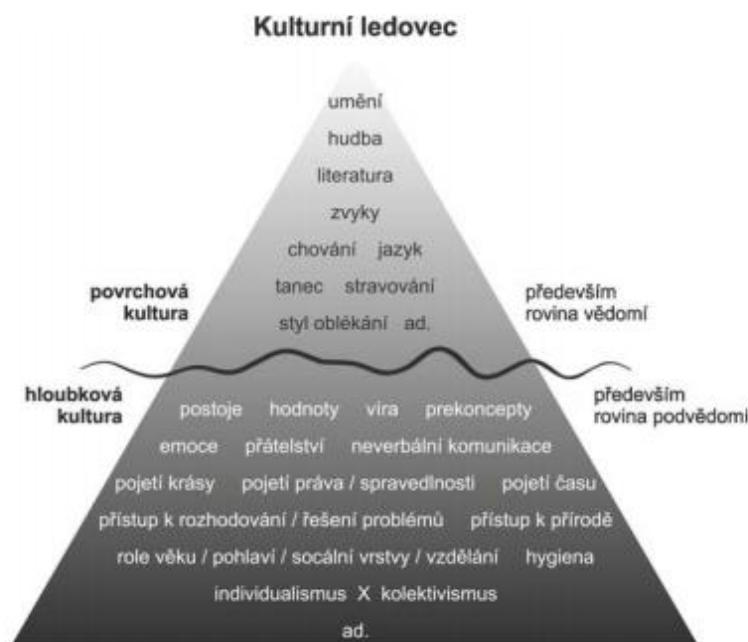 Kulturní ledovec
umění
hudba
literatura
zvyky
chování jazyk
tanec stravování
styl oblékání ad.
povrchová
kultura
především
rovina vědomí
hloubková
kultura
především
rovina podvědomí
postoje hodnoty víra prekoncepty
emoce přátelství neverbální komunikace
pojetí krásy pojetí práva / spravedlnosti pojetí času
přístup k rozhodování / řešení problémů přístup k přírodě
role věku / pohlaví / socální vrstvy / vzdělání hygiena
individualismus X kolektivismus
ad.